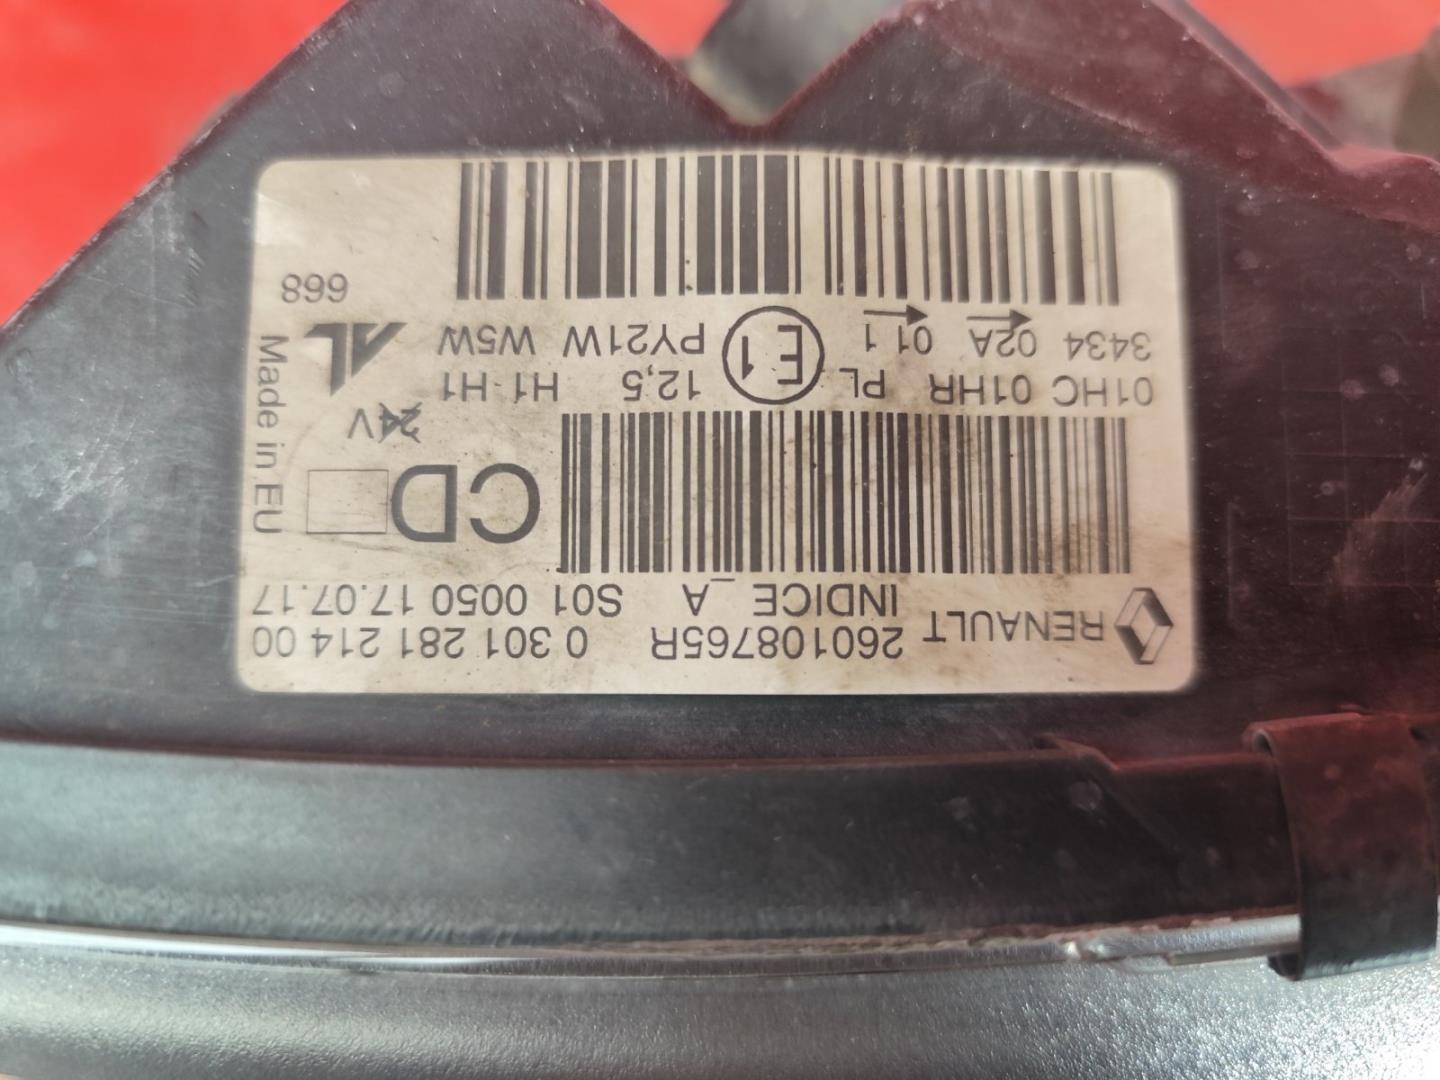 RENAULT 260108765R 0 301 281 214 00
INDICE_A S01 0050 17.07.17
CD
24V
01HC 01HR PL E1 12,5 H1 H1
3434 02A 01 1 PY21W W5W
AL
668
Made in EU